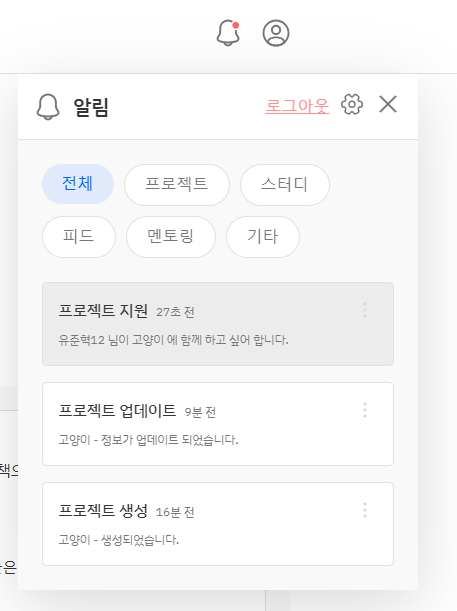 알림
로그아웃
전체
프로젝트
스터디
피드
멘토링
기타
프로젝트 지원 27초 전
유준혁12 님이 고양이 에 함께 하고 싶어 합니다.
프로젝트 업데이트 9분 전
고양이 - 정보가 업데이트 되었습니다.
책으
프로젝트 생성 16분 전
고양이 - 생성되었습니다.
은